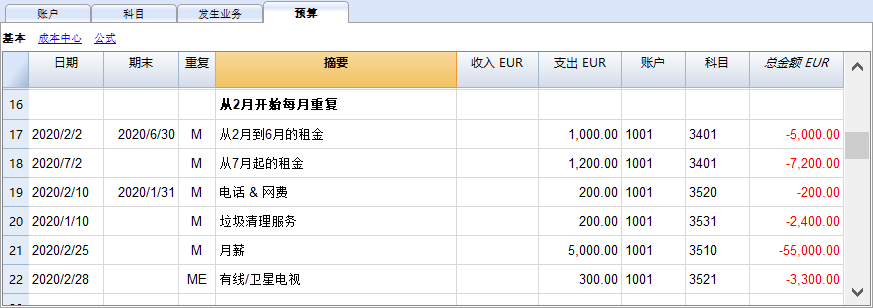 账户 科目 发生业务 预算
基本 成本中心 公式
日期 期末 重复 摘要 收入 EUR 支出 EUR 账户 科目 总金额 EUR
16 从2月开始每月重复
17 2020/2/2 2020/6/30 M 从2月到6月的租金 1,000.00 1001 3401 -5,000.00
18 2020/7/2 M 从7月起的租金 1,200.00 1001 3401 -7,200.00
19 2020/2/10 2020/1/31 M 电话 & 网费 200.00 1001 3520 -200.00
20 2020/1/10 M 垃圾清理服务 200.00 1001 3531 -2,400.00
21 2020/2/25 M 月薪 5,000.00 1001 3510 -55,000.00
22 2020/2/28 ME 有线/卫星电视 300.00 1001 3521 -3,300.00